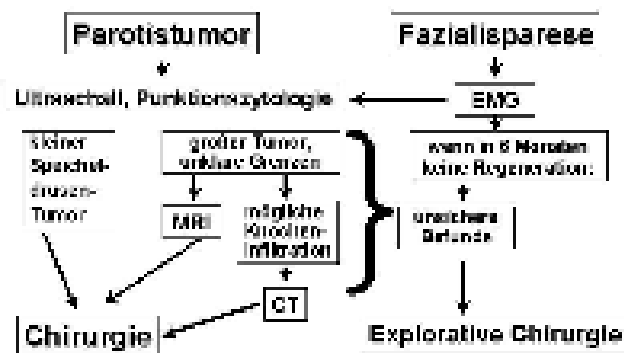 Parotistumor
Fazialisparese
Ultraschall, Punktionszytologie
EMG
kleiner
Speichel-
drüsen-
Tumor
großer Tumor,
unklare Grenzen
wenn in 6 Monaten
keine Regeneration:
MRI
mögliche
Knochen-
infiltration
unsichere
Befunde
CT
Chirurgie
Explorative Chirurgie